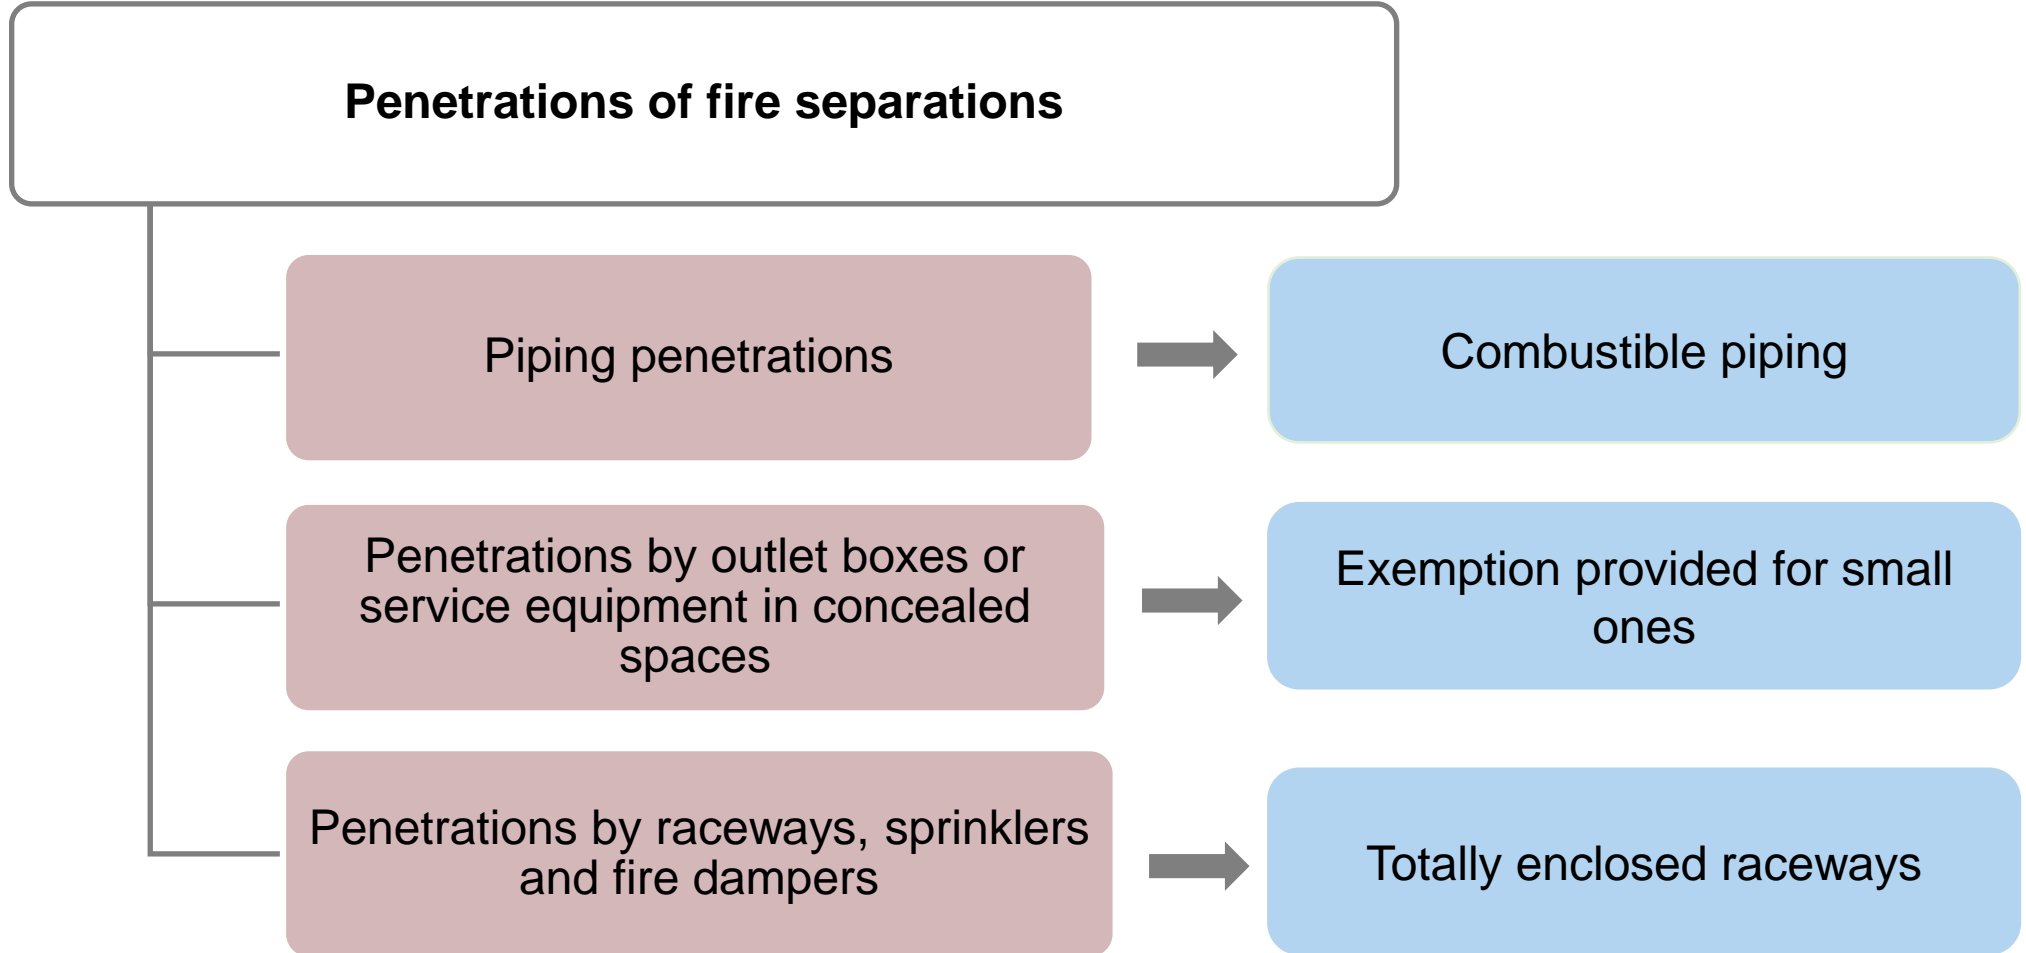 Penetrations of fire separations
Piping penetrations
Combustible piping
Penetrations by outlet boxes or
service equipment in concealed
spaces
Exemption provided for small
ones
Penetrations by raceways, sprinklers
and fire dampers
Totally enclosed raceways